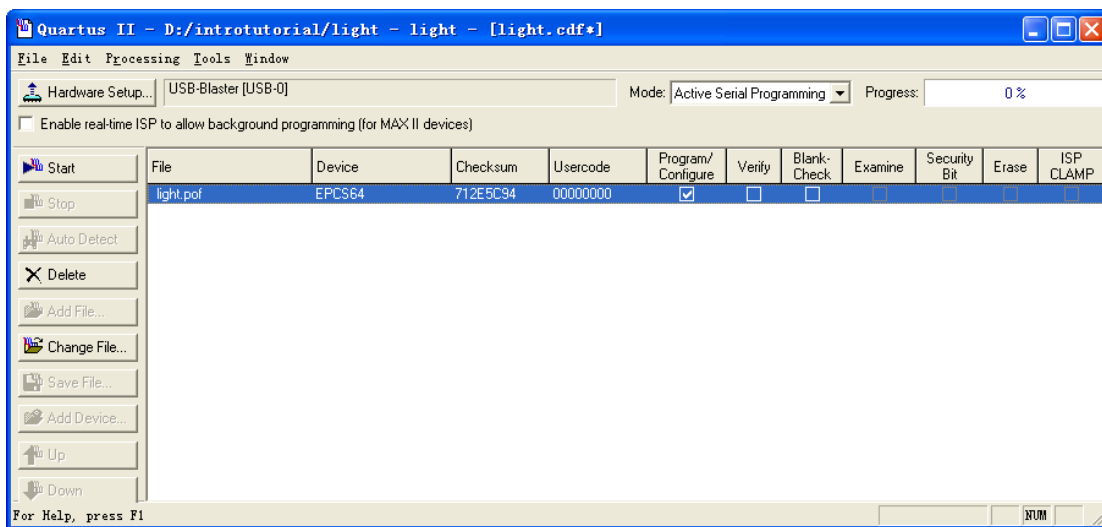 Quartus II - D:/introtutorial/light - light - [light.cdf*]
File Edit Processing Tools Window
Hardware Setup... USB-Blaster [USB-0] Mode: Active Serial Programming Progress: 0 %
Enable real-time ISP to allow background programming (for MAX II devices)
Start
Stop
Auto Detect
Delete
Add File...
Change File...
Save File...
Add Device...
Up
Down
File Device Checksum Usercode Program/Configure Verify Blank-Check Examine Security Bit Erase ISP CLAMP
light.pof EPCS64 712E5C94 00000000
For Help, press F1 NUM